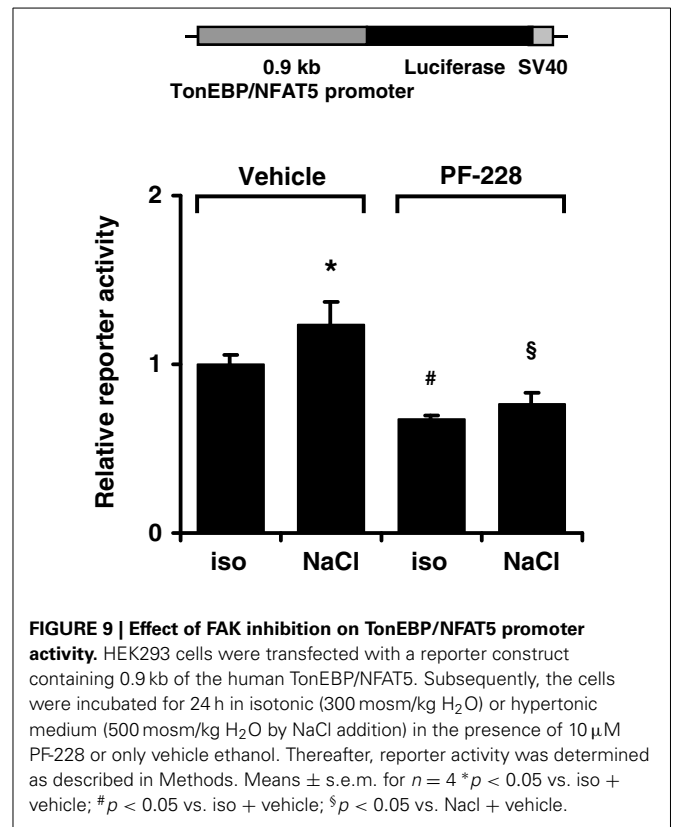 0.9 kb Luciferase SV40
TonEBP/NFAT5 promoter
Vehicle PF-228
2
*
§
1
#
Relative reporter activity
0
iso NaCl iso NaCl
FIGURE 9 | Effect of FAK inhibition on TonEBP/NFAT5 promoter
activity. HEK293 cells were transfected with a reporter construct
containing 0.9 kb of the human TonEBP/NFAT5. Subsequently, the cells
were incubated for 24 h in isotonic (300 mosm/kg H₂O) or hypertonic
medium (500 mosm/kg H₂O by NaCl addition) in the presence of 10 μM
PF-228 or only vehicle ethanol. Thereafter, reporter activity was determined
as described in Methods. Means ± s.e.m. for n = 4 *p < 0.05 vs. iso +
vehicle; #p < 0.05 vs. iso + vehicle; §p < 0.05 vs. Nacl + vehicle.